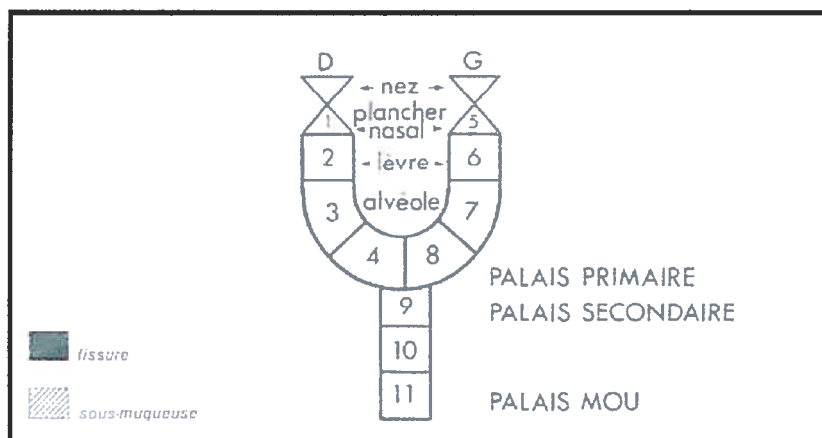 D G
nez
plancher
1 nasal 5
2 lèvre 6
3 alvéole 7
4 8
PALAIS PRIMAIRE
9 PALAIS SECONDAIRE
10
11 PALAIS MOU
fissure
sous-muqueuse